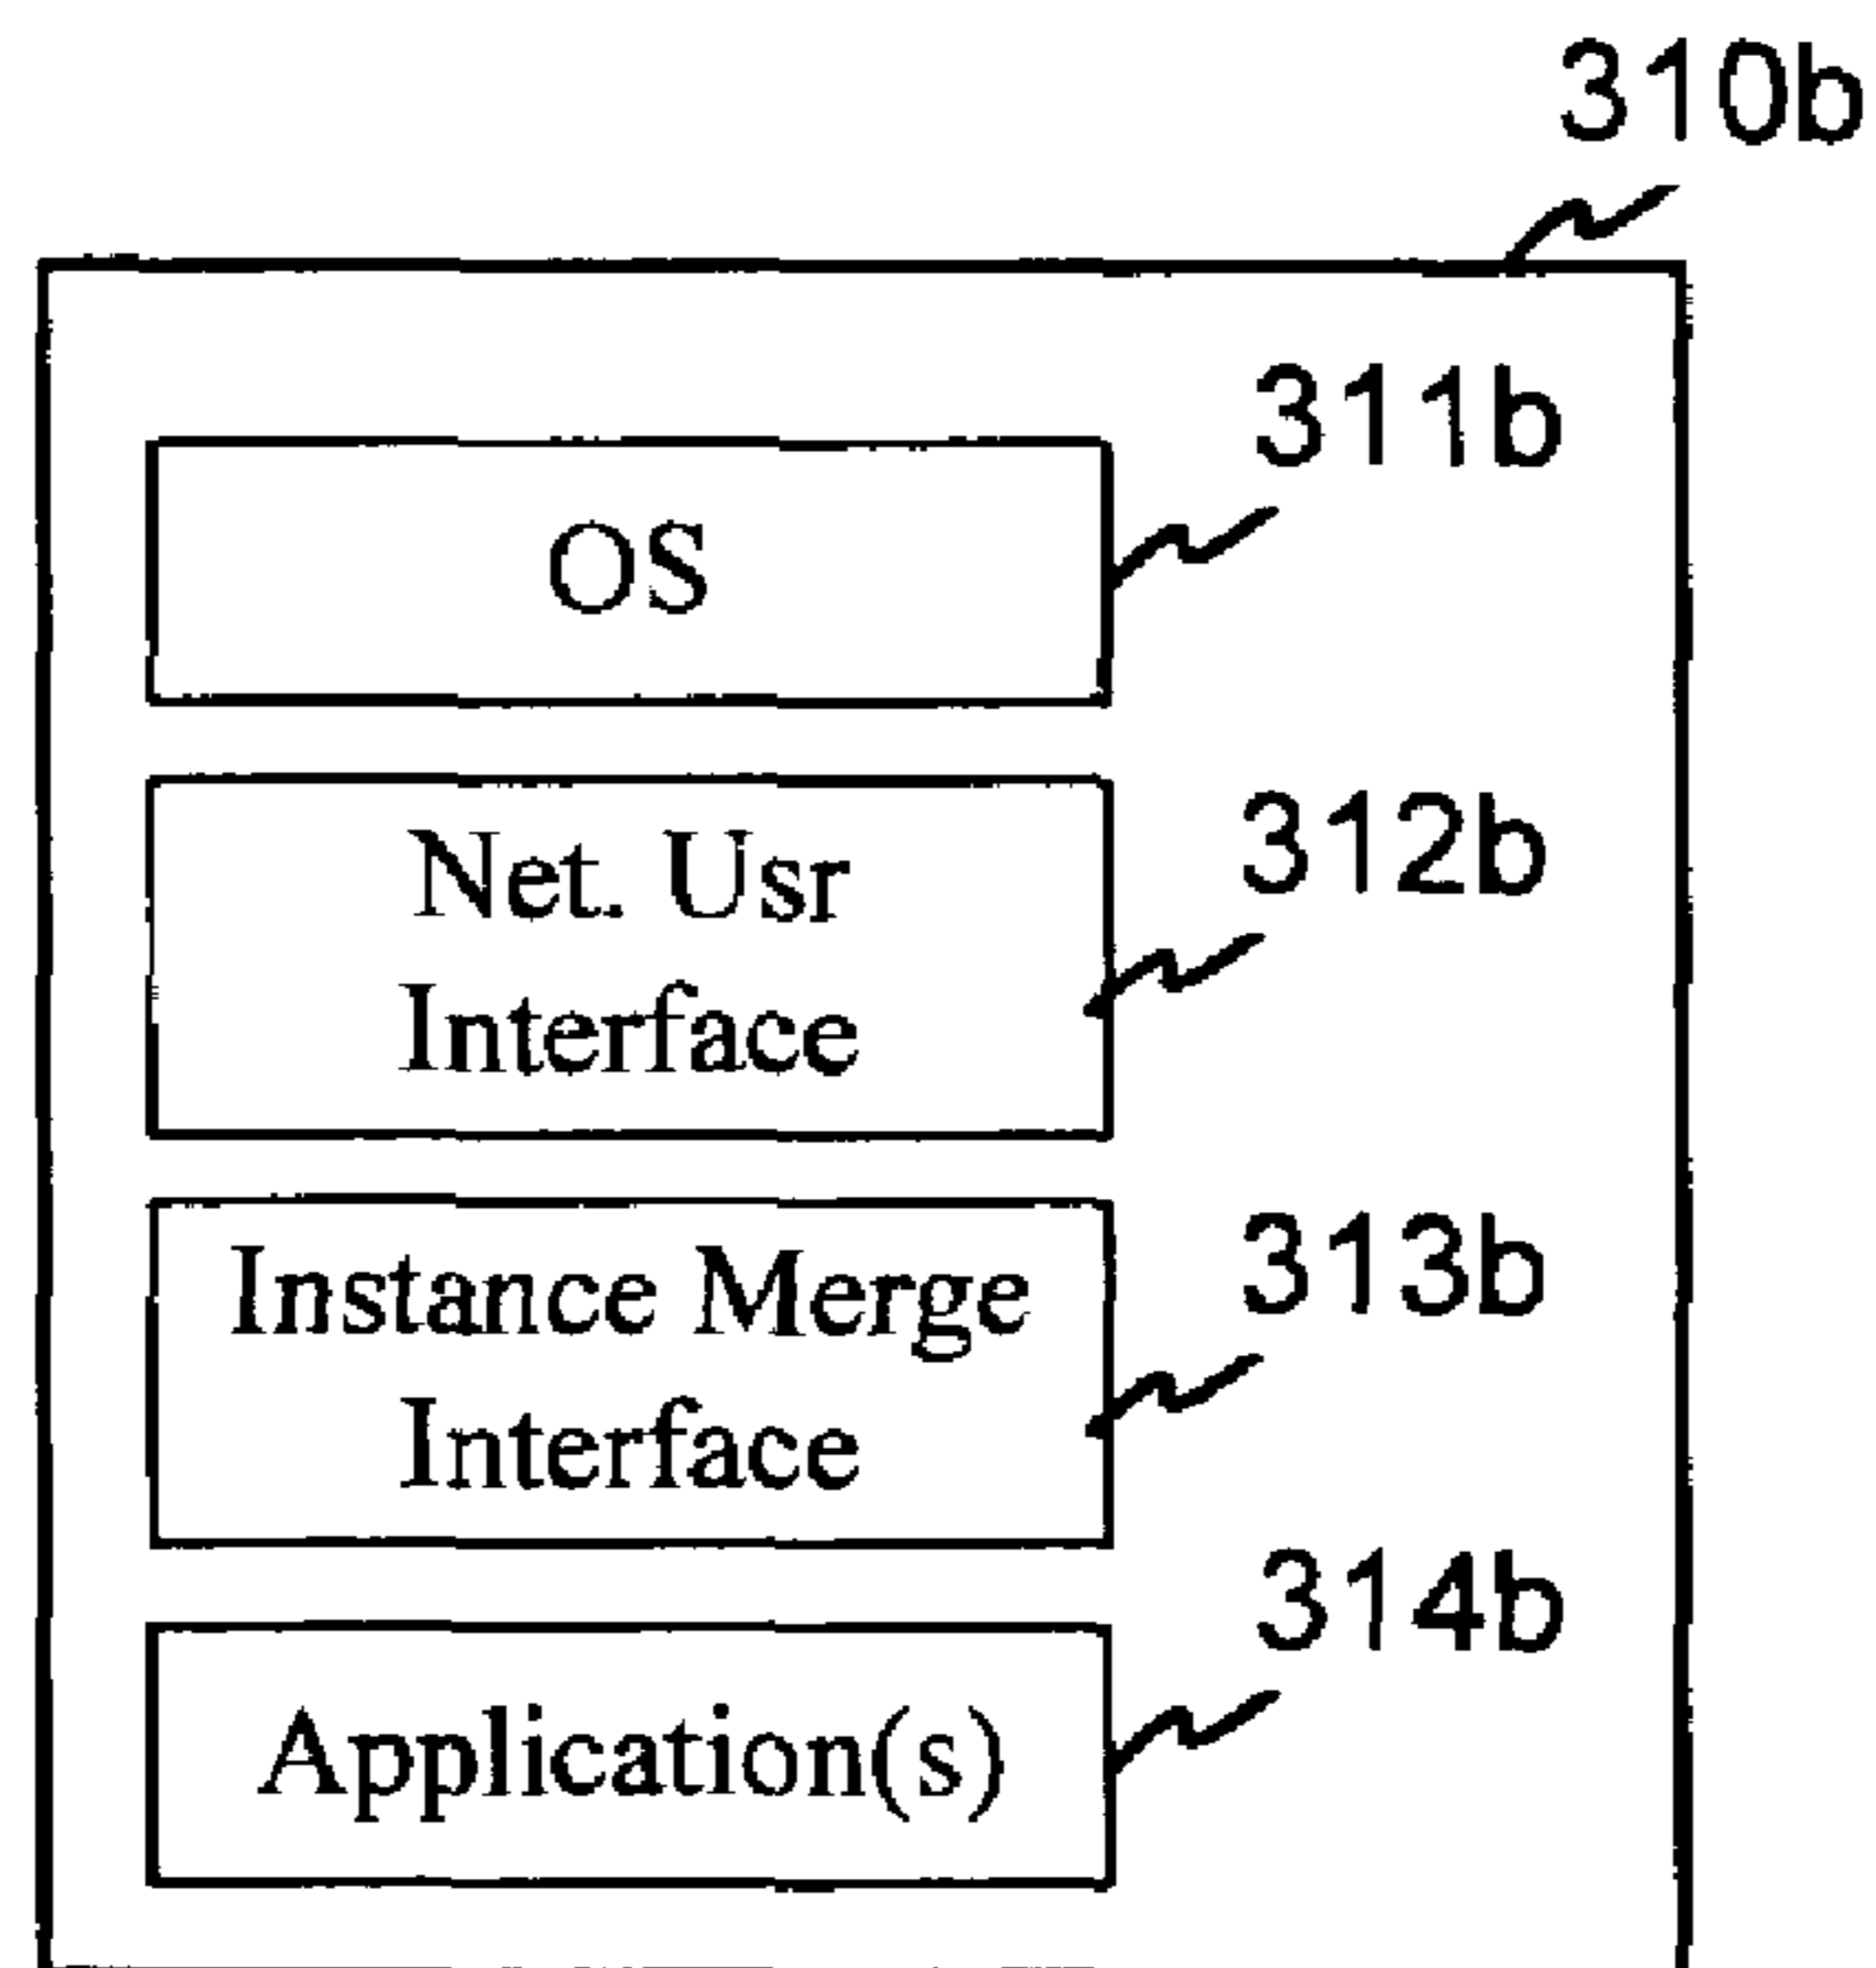 310b
311b
OS
312b
Net. Usr
Interface
313b
Instance Merge
Interface
314b
Application(s)